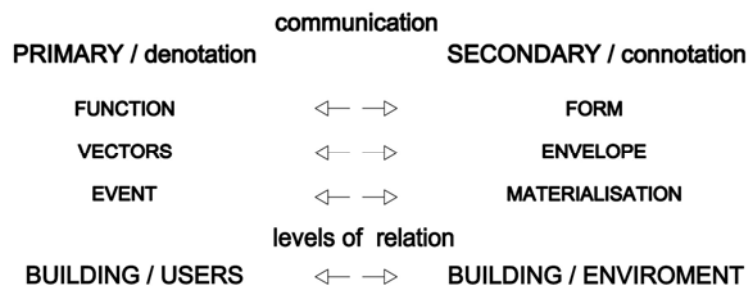 communication
PRIMARY / denotation SECONDARY / connotation
FUNCTION FORM
VECTORS ENVELOPE
EVENT MATERIALISATION
levels of relation
BUILDING / USERS BUILDING / ENVIROMENT